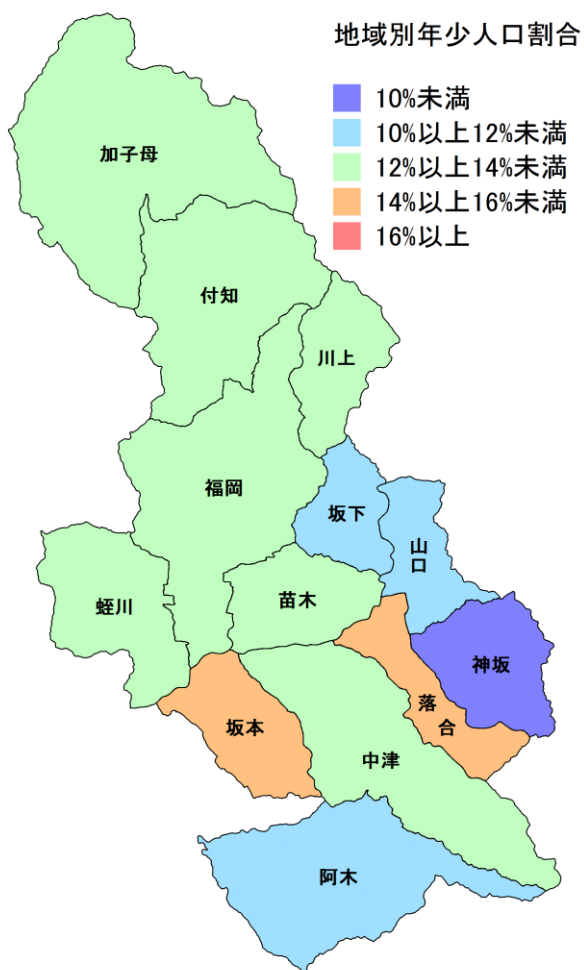 地域別年少人口割合
10%未満
10%以上12%未満
12%以上14%未満
14%以上16%未満
16%以上
加子母
付知
川上
福岡
坂下
山口
蛭川
苗木
神坂
落合
坂本
中津
阿木